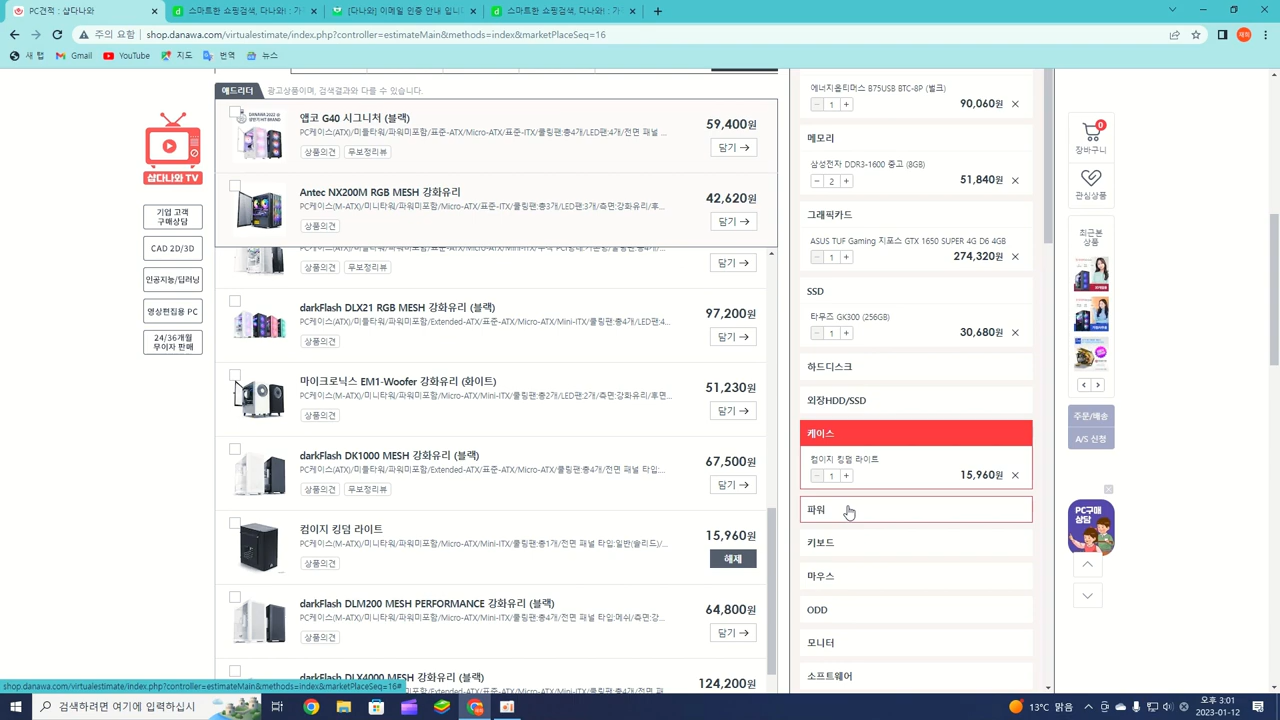 PC견적 : 샵다나와
스마트한 쇼핑검색, 다나와! : 가
[다나와] 이메일 인증 안내 입니다
스마트한 쇼핑검색, 다나와! : 가
주의 요함
shop.danawa.com/virtualestimate/index.php?controller=estimateMain&methods=index&marketPlaceSeq=16
새 탭
Gmail
YouTube
지도
번역
뉴스
애드리더
광고상품이며, 검색결과와 다를 수 있습니다.
앱코 G40 시그니처 (블랙)
PC케이스(ATX)/미들타워/파워미포함/표준-ATX/Micro-ATX/표준-ITX/쿨링팬:총4개/LED팬:4개/전면 패널 ...
상품의견
무보정리뷰
59,400원
담기
Antec NX200M RGB MESH 강화유리
PC케이스(M-ATX)/미니타워/파워미포함/Micro-ATX/표준-ITX/쿨링팬:총3개/LED팬:3개/측면:강화유리/후...
상품의견
42,620원
담기
상품의견
무보정리뷰
담기
darkFlash DLX21 RGB MESH 강화유리 (블랙)
PC케이스(ATX)/미들타워/파워미포함/Extended-ATX/표준-ATX/Micro-ATX/Mini-ITX/쿨링팬:총4개/LED팬:4...
상품의견
97,200원
담기
마이크로닉스 EM1-Woofer 강화유리 (화이트)
PC케이스(M-ATX)/미니타워/파워미포함/Micro-ATX/Mini-ITX/쿨링팬:총2개/LED팬:2개/측면:강화유리/후면...
상품의견
51,230원
담기
darkFlash DK1000 MESH 강화유리 (블랙)
PC케이스(ATX)/미들타워/파워미포함/Extended-ATX/표준-ATX/Micro-ATX/쿨링팬:총4개/전면 패널 타입:...
상품의견
무보정리뷰
67,500원
담기
컴이지 킹덤 라이트
PC케이스(M-ATX)/미니타워/파워미포함/Micro-ATX/Mini-ITX/쿨링팬:총1개/전면 패널 타입:일반(솔리드)/...
상품의견
15,960원
해제
darkFlash DLM200 MESH PERFORMANCE 강화유리 (블랙)
PC케이스(M-ATX)/미니타워/파워미포함/Micro-ATX/Mini-ITX/쿨링팬:총4개/전면 패널 타입:메쉬/측면:강...
상품의견
64,800원
담기
darkFlash DLX4000 MESH 강화유리 (블랙)
124,200원
샵다나와 TV
기업 고객
구매상담
CAD 2D/3D
인공지능/딥러닝
영상편집용 PC
24/36개월
무이자 판매
에너지옵티머스 B75USB BTC-8P (벌크)
1
90,060원
메모리
삼성전자 DDR3-1600 중고 (8GB)
2
51,840원
그래픽카드
ASUS TUF Gaming 지포스 GTX 1650 SUPER 4G D6 4GB
1
274,320원
SSD
타우즈 GK300 (256GB)
1
30,680원
하드디스크
외장HDD/SSD
케이스
컴이지 킹덤 라이트
1
15,960원
파워
키보드
마우스
ODD
모니터
소프트웨어
0
장바구니
관심상품
최근본
상품
주문/배송
A/S 신청
PC구매
상담
shop.danawa.com/virtualestimate/index.php?controller=estimateMain&methods=index&marketPlaceSeq=16#
검색하려면 여기에 입력하십시
13°C 맑음
오후 3:01
2023-01-12